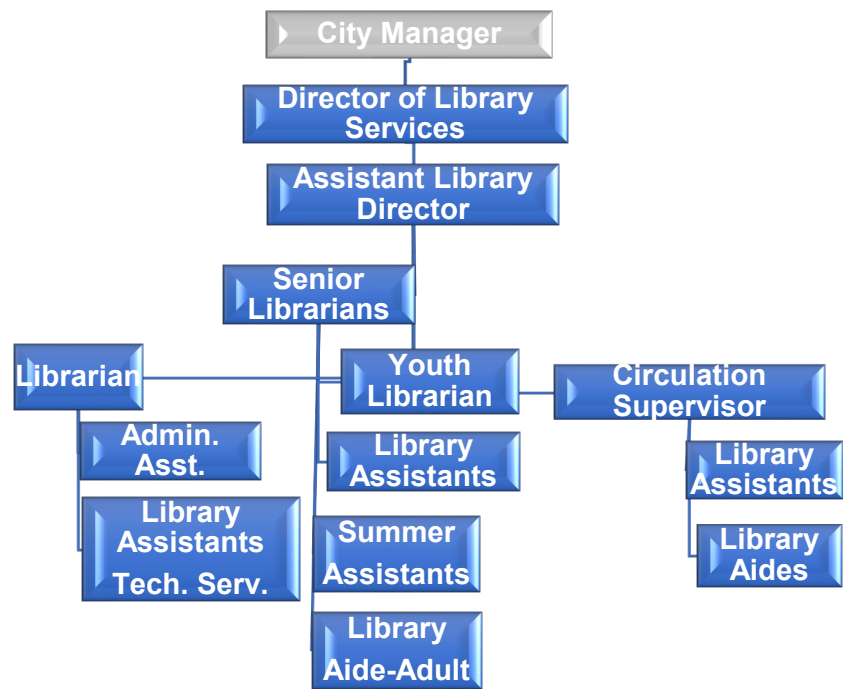 City Manager
Director of Library
Services
Assistant Library
Director
Senior
Librarians
Librarian
Youth
Librarian
Circulation
Supervisor
Admin.
Asst.
Library
Assistants
Library
Assistants
Library
Assistants
Tech. Serv.
Summer
Assistants
Library
Aides
Library
Aide-Adult